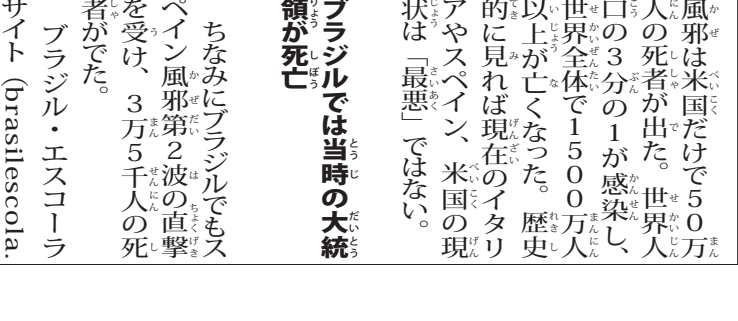 風邪は米国だけで５０万
人の死者が出た。世界人
口の３分の１が感染し、
世界全体で１５００万人
以上が亡くなった。歴史
的に見れば現在のイタリ
アやスペイン、米国の現
状は「最悪」ではない。
ブラジルでは当時の大統
領が死亡
ちなみにブラジルでもス
ペイン風邪第２波の直撃
を受け、３万５千人の死
者がでた。
ブラジル・エスコーラ
サイト（brasilescola.